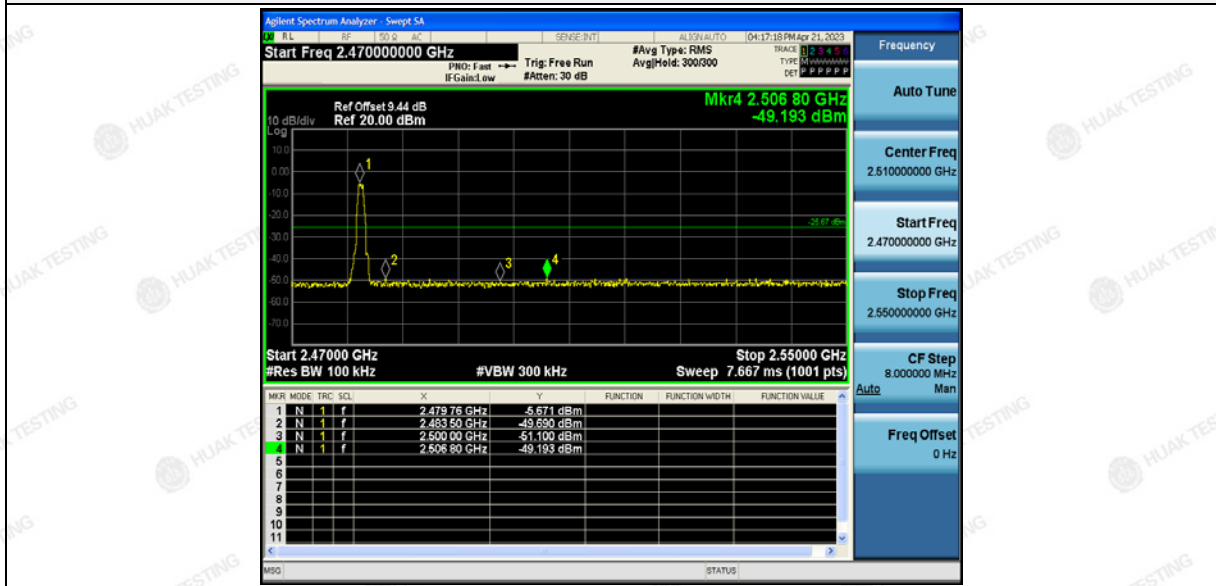 Agilent Spectrum Analyzer - Swept SA
RL RF 50 Ω AC SENSE:INT ALIGN AUTO 04:17:18 PM Apr 21, 2023
Start Freq 2.470000000 GHz
PNO: Fast
IFGain:Low
Trig: Free Run
#Atten: 30 dB
#Avg Type: RMS
Avg|Hold: 300/300
TRACE 1 2 3 4 5 6
TYPE M
DET P P P P P P
Frequency
Auto Tune
Center Freq
2.510000000 GHz
Start Freq
2.470000000 GHz
Stop Freq
2.550000000 GHz
CF Step
8.000000 MHz
Auto Man
Freq Offset
0 Hz
Mkr4 2.506 80 GHz
-49.193 dBm
Ref Offset 9.44 dB
10 dB/div Ref 20.00 dBm
Log
10.0
0.00
-10.0
-20.0
-30.0
-40.0
-50.0
-60.0
-70.0
1
2
3
4
-25.67 dBm
Start 2.47000 GHz Stop 2.55000 GHz
#Res BW 100 kHz #VBW 300 kHz Sweep 7.667 ms (1001 pts)
MKR MODE TRC SCL X Y FUNCTION FUNCTION WIDTH FUNCTION VALUE
1 N 1 f 2.479 76 GHz -5.671 dBm
2 N 1 f 2.483 50 GHz -49.690 dBm
3 N 1 f 2.500 00 GHz -51.100 dBm
4 N 1 f 2.506 80 GHz -49.193 dBm
5
6
7
8
9
10
11
MSG STATUS
HUAK TESTING